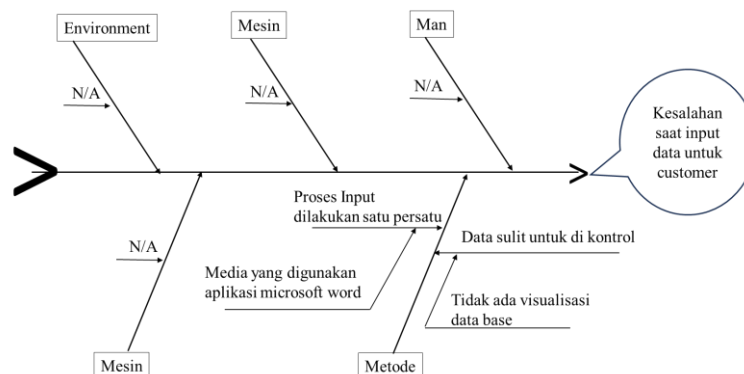 Environment
Mesin
Man
N/A
N/A
N/A
Kesalahan
saat input
data untuk
customer
Proses Input
dilakukan satu persatu
Data sulit untuk di kontrol
N/A
Media yang digunakan
aplikasi microsoft word
Tidak ada visualisasi
data base
Mesin
Metode